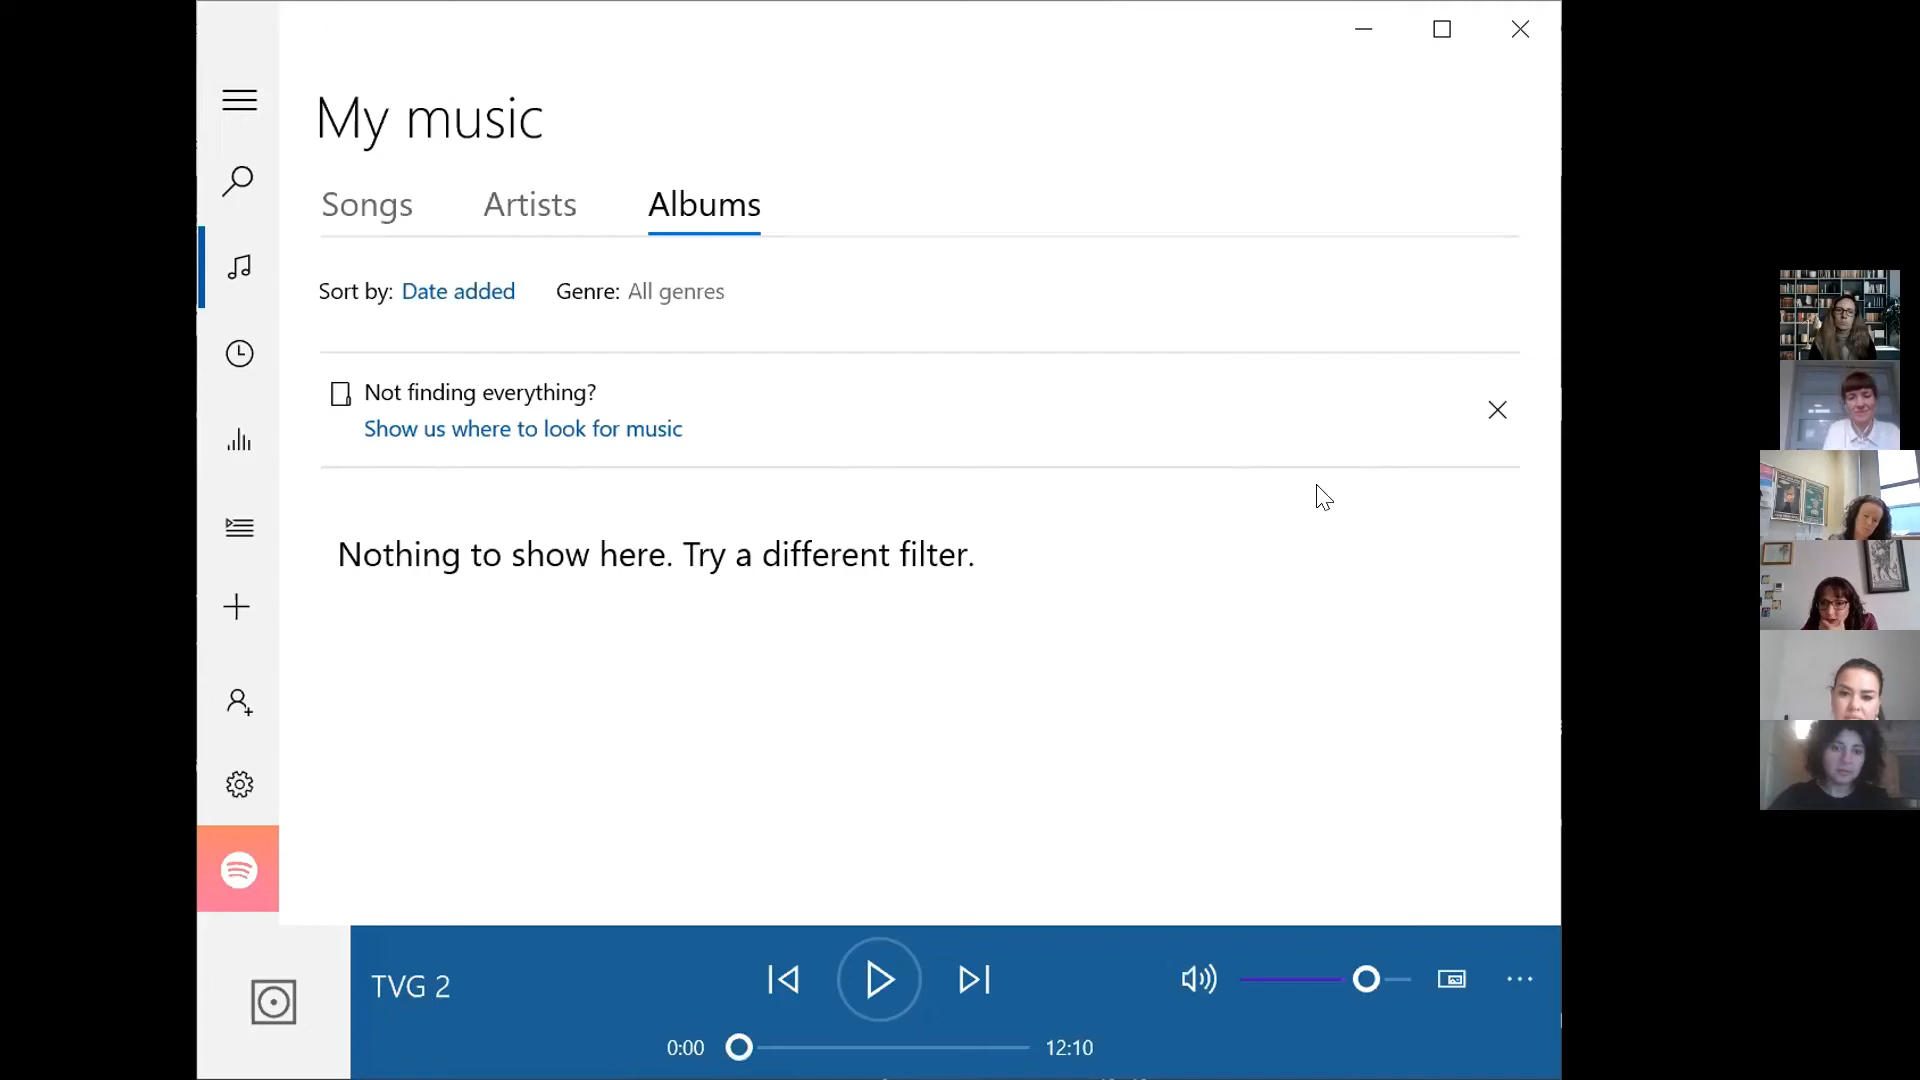 My music
Songs Artists Albums
Sort by: Date added Genre: All genres
Not finding everything?
Show us where to look for music
Nothing to show here. Try a different filter.
TVG 2
0:00 12:10